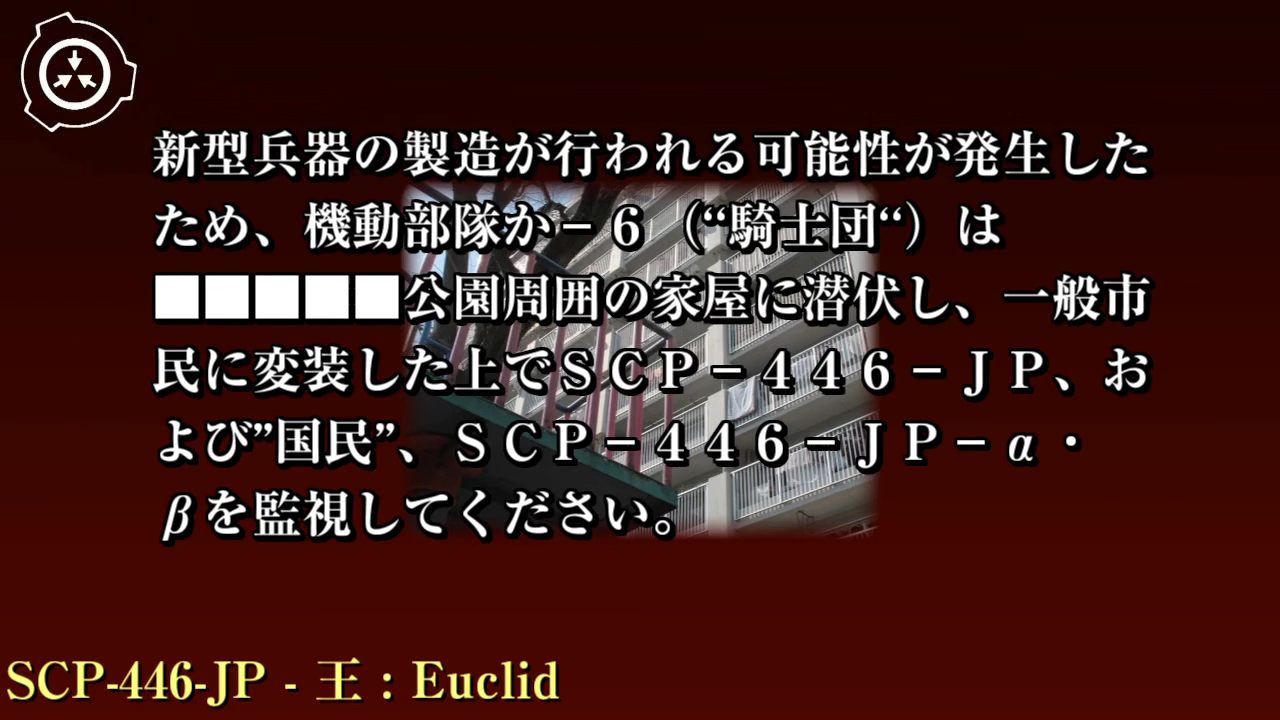 新型兵器の製造が行われる可能性が発生した
ため、機動部隊か－６（“騎士団“）は
■■■■■公園周囲の家屋に潜伏し、一般市
民に変装した上でＳＣＰ－４４６－ＪＰ、お
よび”国民”、ＳＣＰ－４４６－ＪＰ－α・
βを監視してください。
SCP-446-JP - 王：Euclid